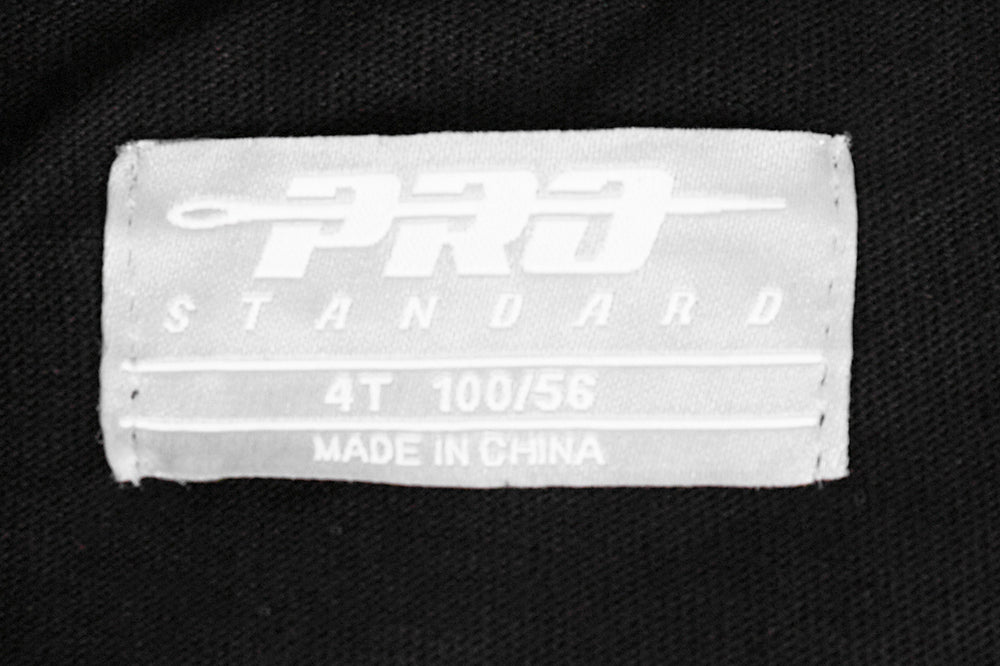 PRO
STANDARD
4T 100/56
MADE IN CHINA